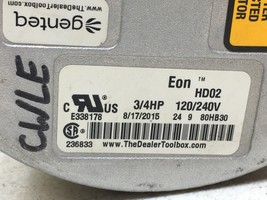 genteq
www.TheDealerToolbox.com
CWLE
Eon ™
HD02
C US 3/4HP 120/240V
E338178 8/17/2015 24 9 80HB30
236833 www.TheDealerToolbox.com